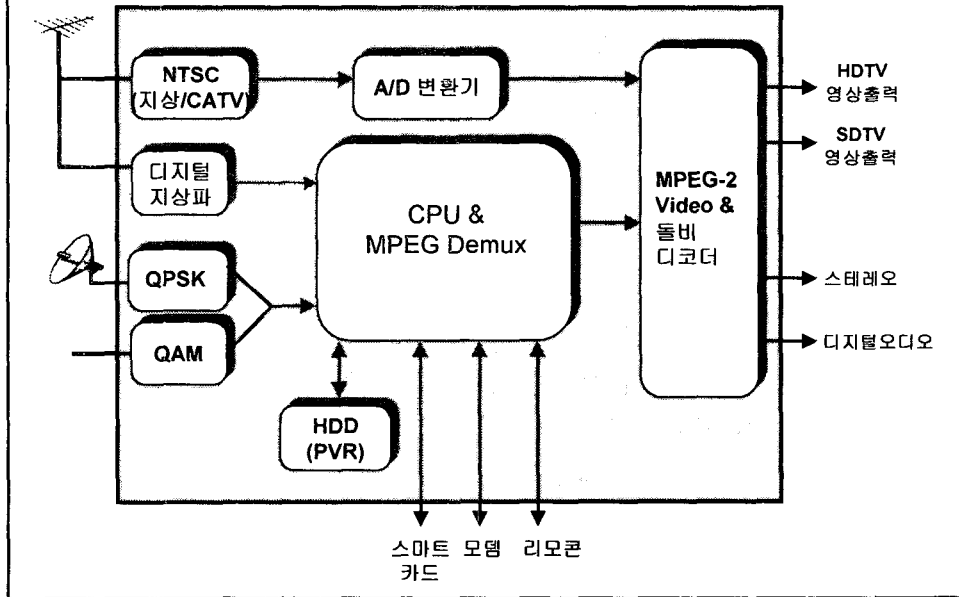 NTSC
(지상/CATV)
A/D 변환기
HDTV
영상출력
SDTV
영상출력
디지털
지상파
CPU &
MPEG Demux
MPEG-2
Video &
돌비
디코더
QPSK
스테레오
QAM
디지털오디오
HDD
(PVR)
스마트
카드
모뎀
리모콘